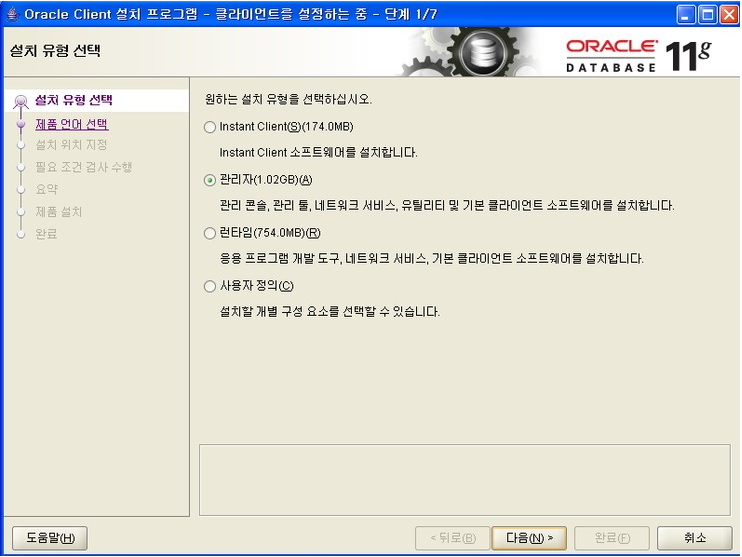 Oracle Client 설치 프로그램 - 클라이언트를 설정하는 중 - 단계 1/7
설치 유형 선택
ORACLE
DATABASE 11g
설치 유형 선택
제품 언어 선택
설치 위치 지정
필요 조건 검사 수행
요약
제품 설치
완료
원하는 설치 유형을 선택하십시오.
Instant Client(S)(174.0MB)
Instant Client 소프트웨어를 설치합니다.
관리자(1.02GB)(A)
관리 콘솔, 관리 툴, 네트워크 서비스, 유틸리티 및 기본 클라이언트 소프트웨어를 설치합니다.
런타임(754.0MB)(R)
응용 프로그램 개발 도구, 네트워크 서비스, 기본 클라이언트 소프트웨어를 설치합니다.
사용자 정의(C)
설치할 개별 구성 요소를 선택할 수 있습니다.
도움말(H)
< 뒤로(B)
다음(N) >
완료(F)
취소